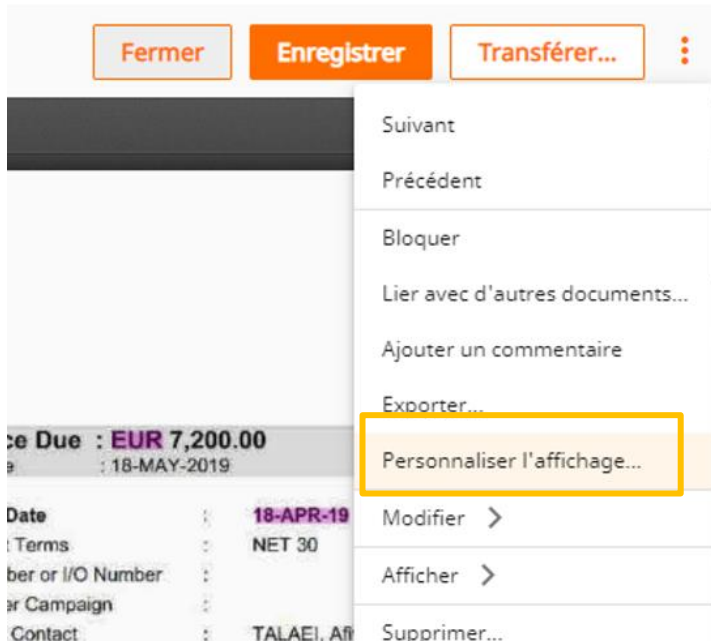 Fermer Enregistrer Transférer...
Suivant
Précédent
Bloquer
Lier avec d'autres documents...
Ajouter un commentaire
Exporter...
Personnaliser l'affichage...
Modifier >
Afficher >
Supprimer...
ce Due : EUR 7,200.00
e : 18-MAY-2019
Date : 18-APR-19
t Terms : NET 30
ber or I/O Number :
er Campaign :
Contact : TALAEI, Af